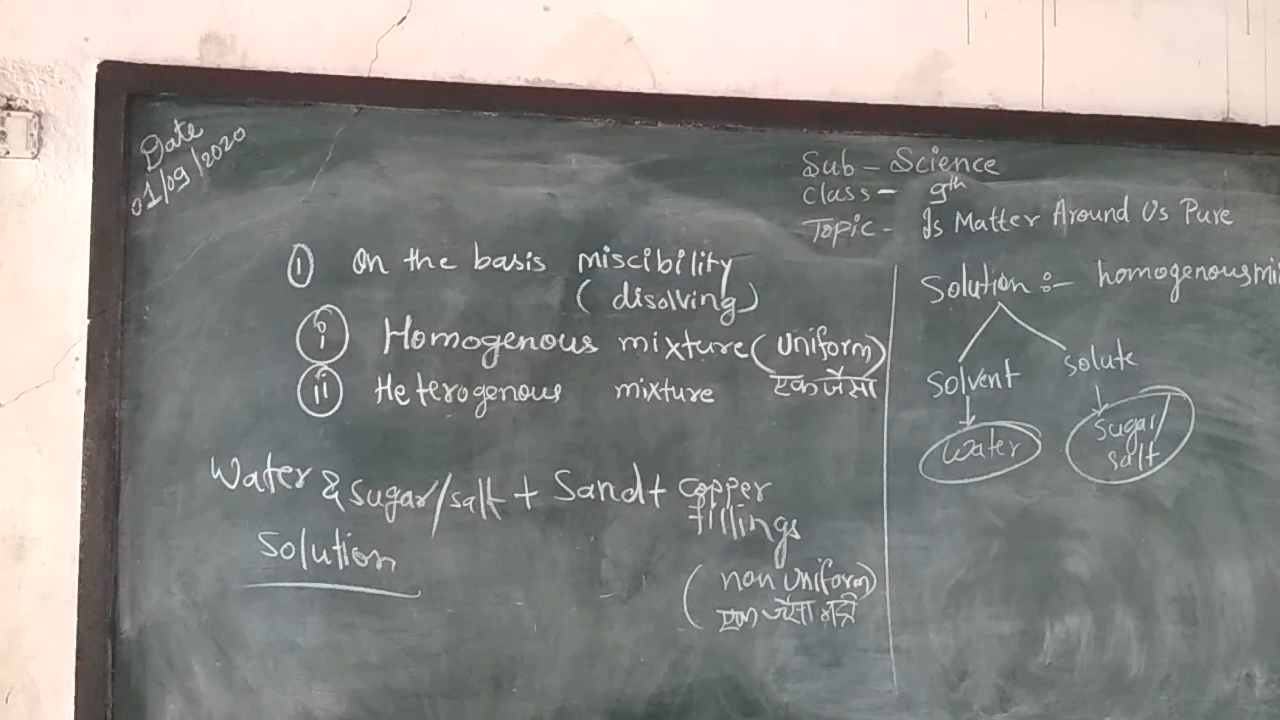 Date
01/09/2020
Sub - Science
Class - 9th
Topic - Is Matter Around Us Pure
① On the basis miscibility
(disolving)
ⓘ Homogenous mixture (uniform)
एक जैसा
ⓘⓘ Heterogenous mixture
Water & sugar/salt + Sand + copper
fillings
Solution
(non uniform)
एक जैसा नही
Solution :- homogenous mi
solvent
solute
water
sugar/
salt